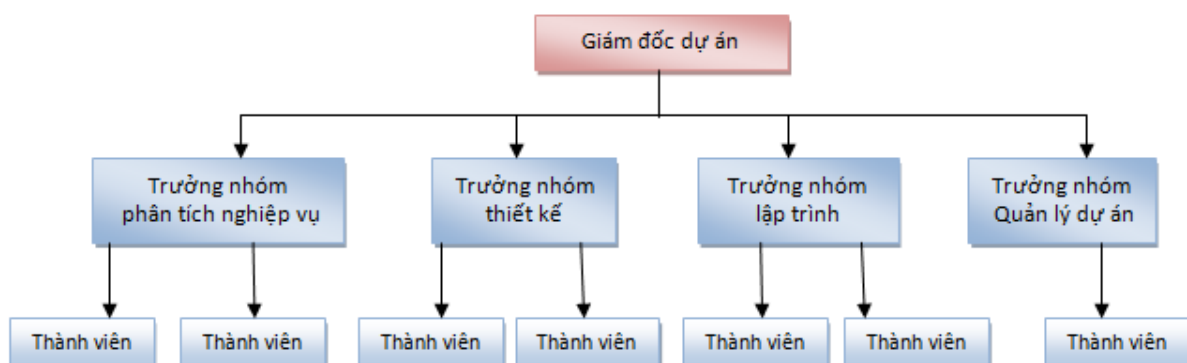 Giám đốc dự án
Trưởng nhóm
phân tích nghiệp vụ
Trưởng nhóm
thiết kế
Trưởng nhóm
lập trình
Trưởng nhóm
Quản lý dự án
Thành viên
Thành viên
Thành viên
Thành viên
Thành viên
Thành viên
Thành viên